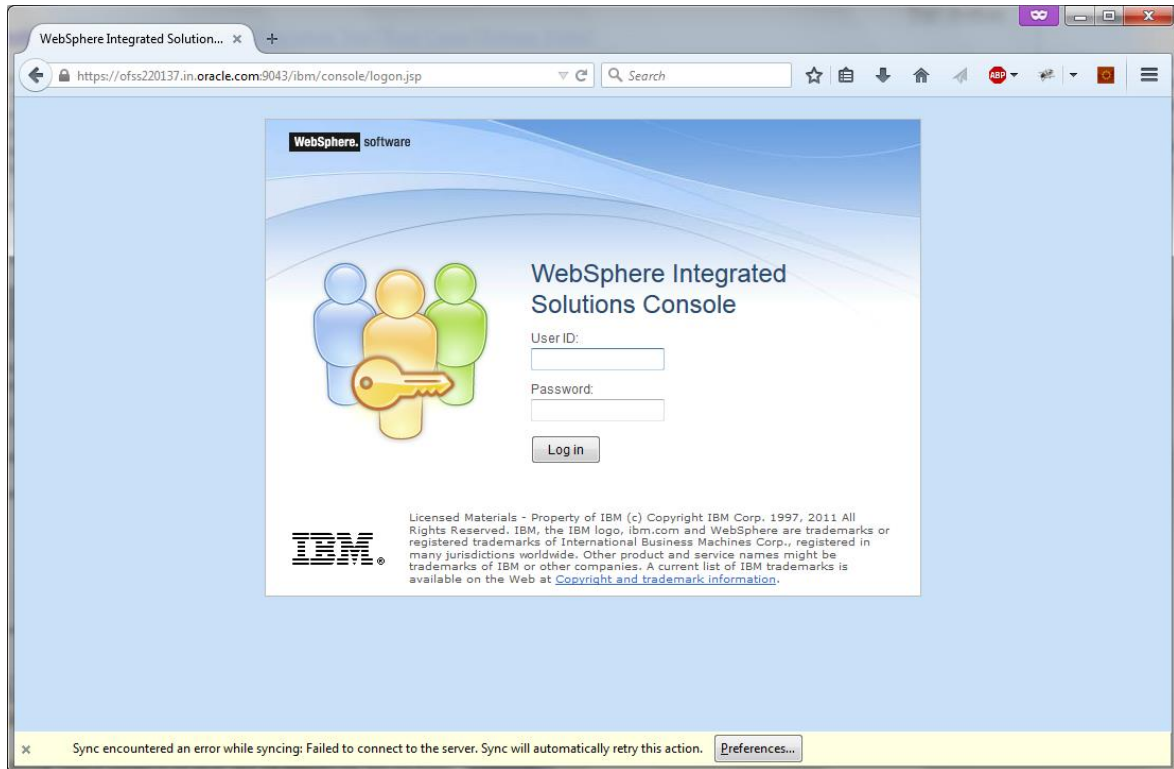 WebSphere Integrated Solution... × +
https://ofss220137.in.oracle.com:9043/ibm/console/logon.jsp
Search
ABP
WebSphere. software
WebSphere Integrated
Solutions Console
User ID:
Password:
Log in
IBM®
Licensed Materials - Property of IBM (c) Copyright IBM Corp. 1997, 2011 All
Rights Reserved. IBM, the IBM logo, ibm.com and WebSphere are trademarks or
registered trademarks of International Business Machines Corp., registered in
many jurisdictions worldwide. Other product and service names might be
trademarks of IBM or other companies. A current list of IBM trademarks is
available on the Web at Copyright and trademark information.
Sync encountered an error while syncing: Failed to connect to the server. Sync will automatically retry this action. Preferences...